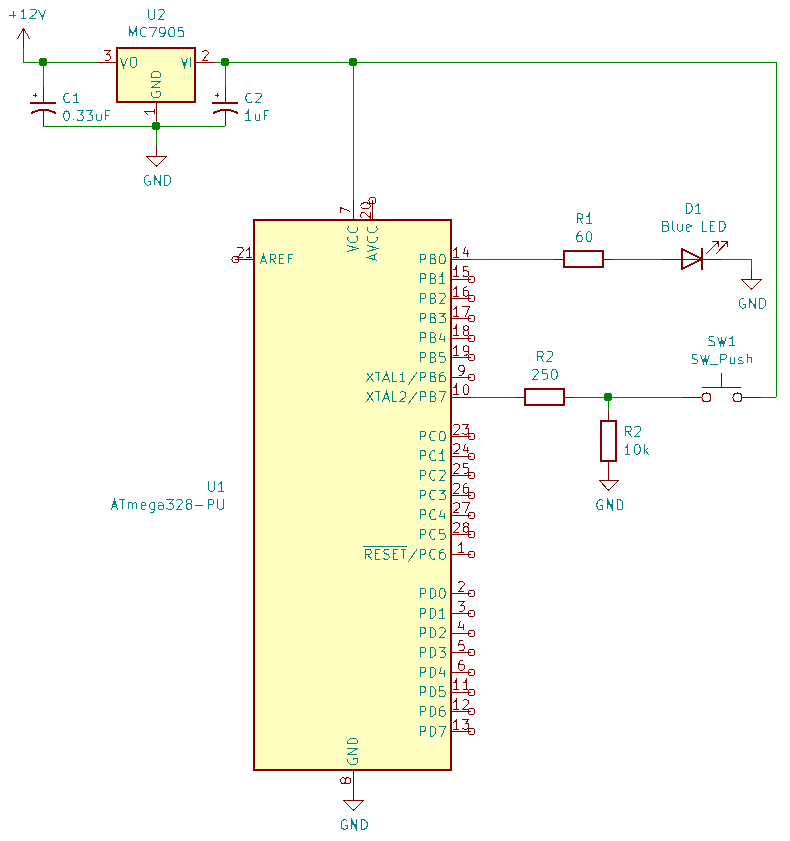 +12V
U2
MC7905
3
VO
VI
2
GND
1
C1
0.33uF
C2
1uF
GND
7
20
VCC
AVCC
21
AREF
PB0
14
PB1
15
PB2
16
PB3
17
PB4
18
PB5
19
XTAL1/PB6
9
XTAL2/PB7
10
PC0
23
PC1
24
PC2
25
PC3
26
PC4
27
PC5
28
RESET/PC6
1
PD0
2
PD1
3
PD2
4
PD3
5
PD4
6
PD5
11
PD6
12
PD7
13
GND
8
GND
U1
ATmega328-PU
R1
60
D1
Blue LED
GND
R2
250
SW1
SW_Push
R2
10k
GND